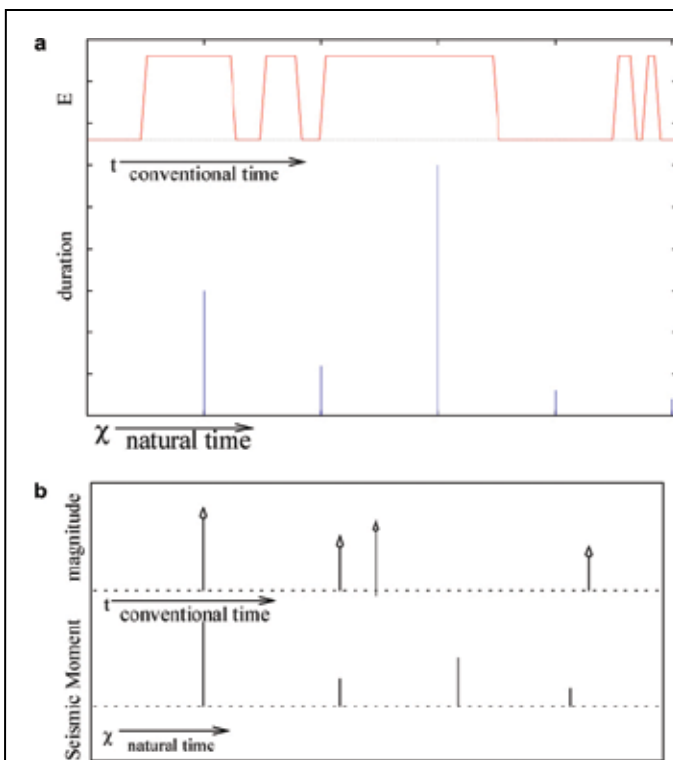 a
E
t conventional time
duration
χ natural time
b
magnitude
t conventional time
Seismic Moment
χ natural time